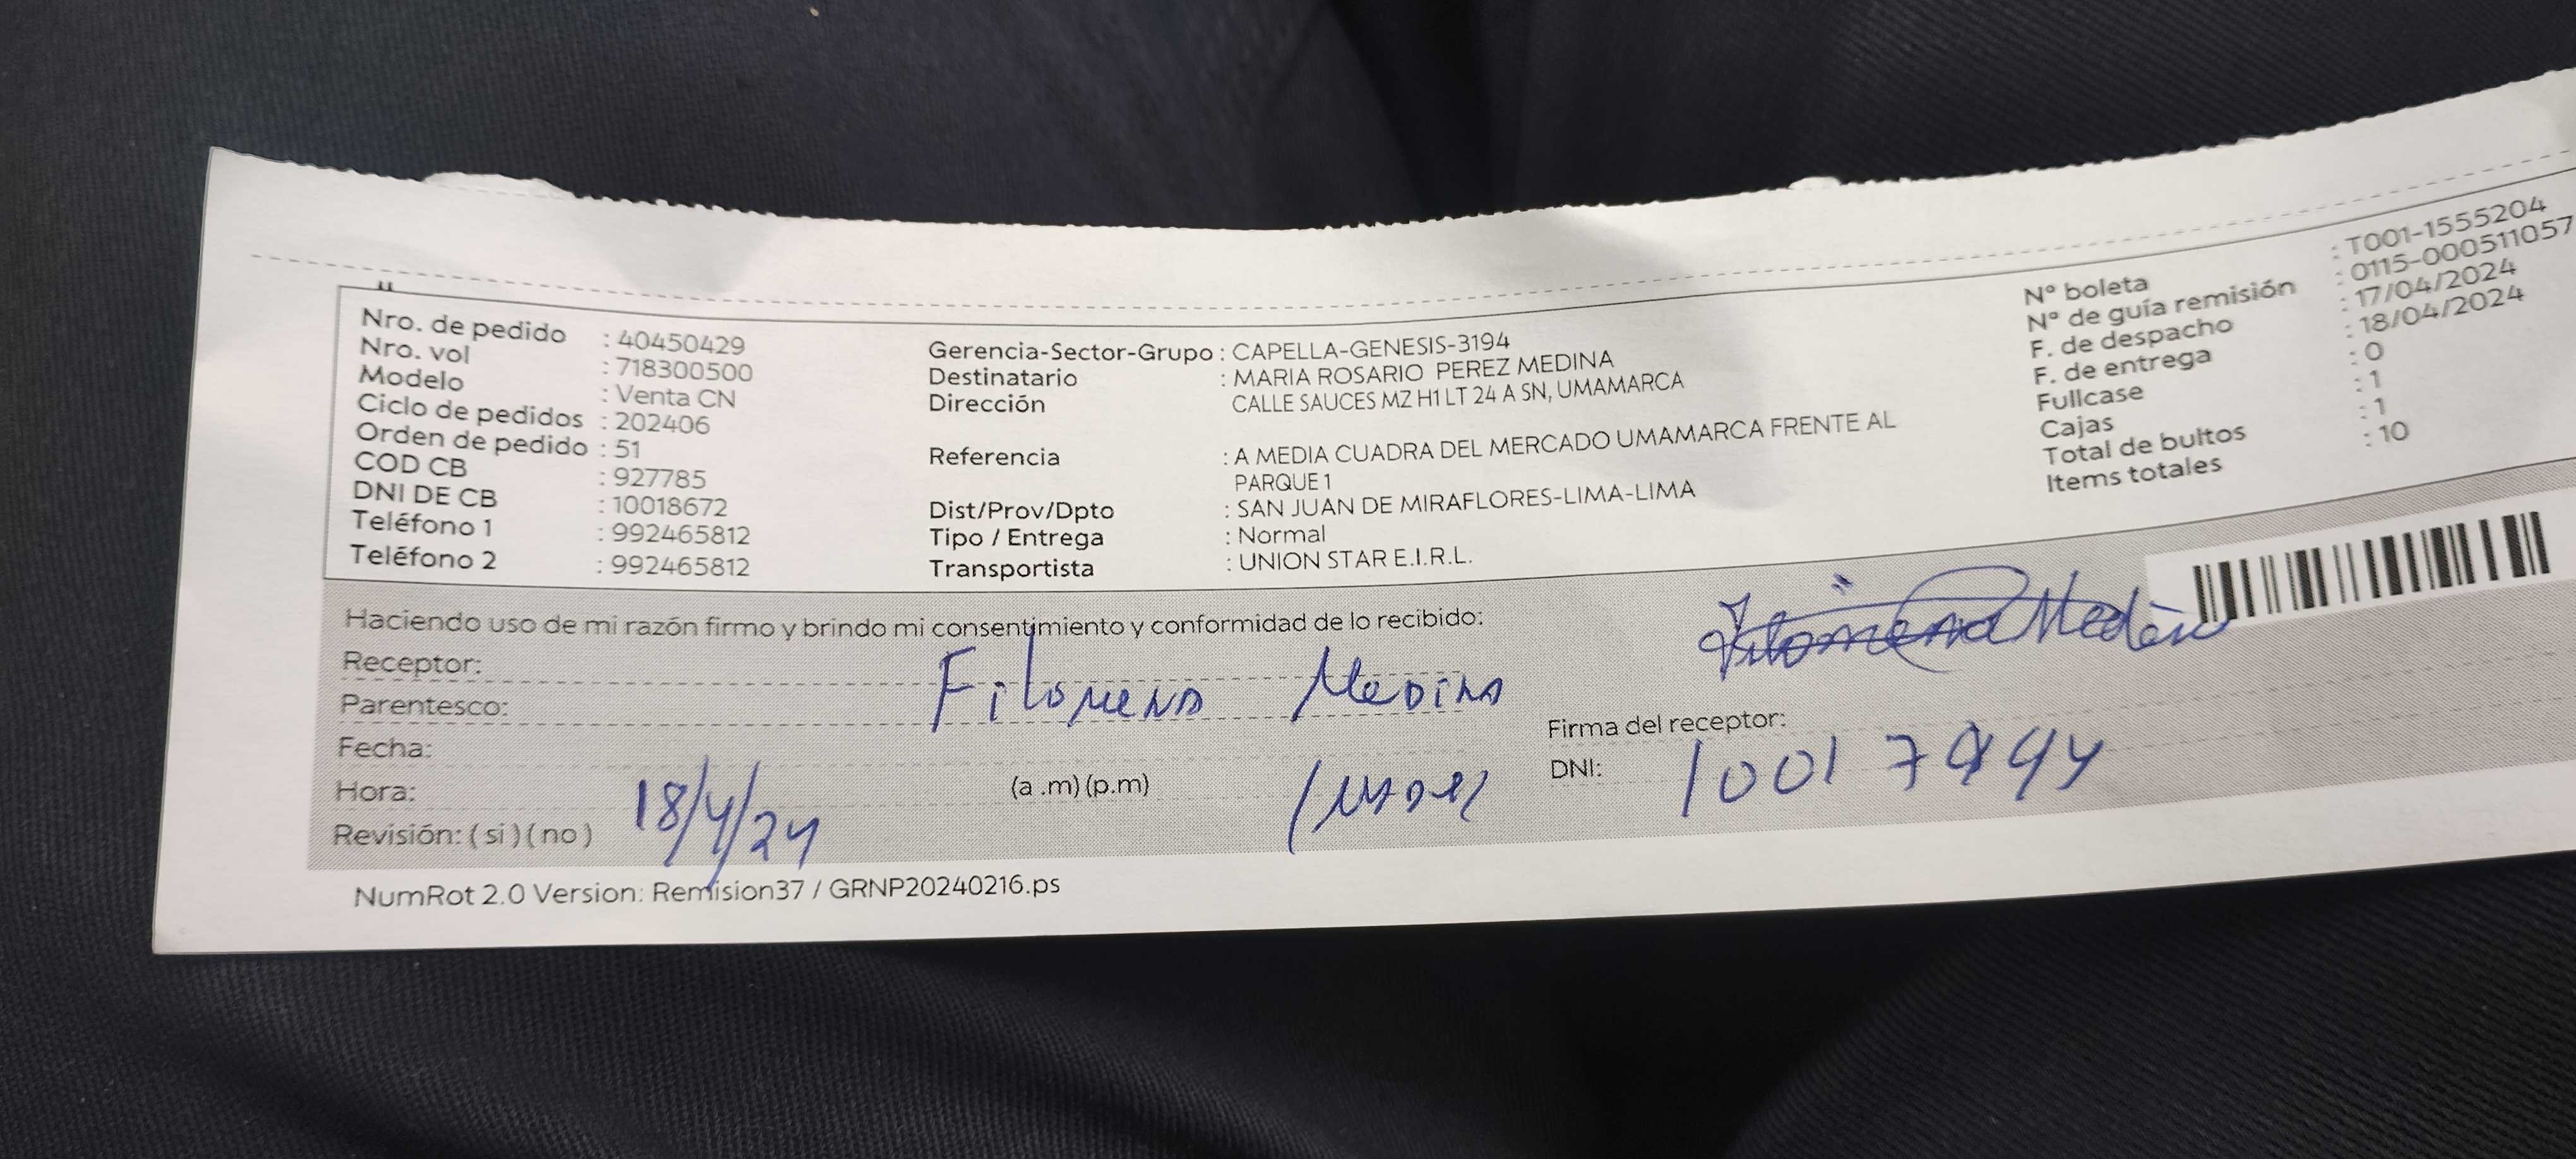 Nro. de pedido : 40450429
Nro. vol : 718300500
Modelo : Venta CN
Ciclo de pedidos : 202406
Orden de pedido : 51
COD CB : 927785
DNI DE CB : 10018672
Teléfono 1 : 992465812
Teléfono 2 : 992465812
Gerencia-Sector-Grupo : CAPELLA-GENESIS-3194
Destinatario : MARIA ROSARIO PEREZ MEDINA
Dirección CALLE SAUCES MZ H1 LT 24 A SN, UMAMARCA
Referencia : A MEDIA CUADRA DEL MERCADO UMAMARCA FRENTE AL
PARQUE 1
Dist/Prov/Dpto : SAN JUAN DE MIRAFLORES-LIMA-LIMA
Tipo / Entrega : Normal
Transportista : UNION STAR E.I.R.L.
N° boleta : T001-1555204
N° de guía remisión : 0115-000511057
F. de despacho : 17/04/2024
F. de entrega : 18/04/2024
Fullcase : 0
Cajas : 1
Total de bultos : 1
Items totales : 10
Haciendo uso de mi razón firmo y brindo mi consentimiento y conformidad de lo recibido:
Receptor:
Filomena Medina
Filomena Medina
Parentesco:
Fecha:
Firma del receptor:
Hora: (a .m) (p.m)
DNI:
Revisión: ( si ) ( no ) 18/4/24
NumRot 2.0 Version: Remision37 / GRNP20240216.ps